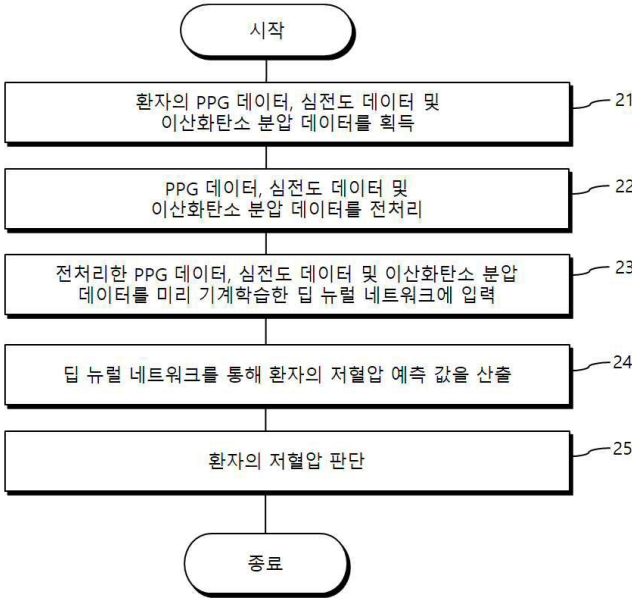 시작
환자의 PPG 데이터, 심전도 데이터 및
이산화탄소 분압 데이터를 획득
21
PPG 데이터, 심전도 데이터 및
이산화탄소 분압 데이터를 전처리
22
전처리한 PPG 데이터, 심전도 데이터 및 이산화탄소 분압
데이터를 미리 기계학습한 딥 뉴럴 네트워크에 입력
23
딥 뉴럴 네트워크를 통해 환자의 저혈압 예측 값을 산출
24
환자의 저혈압 판단
25
종료